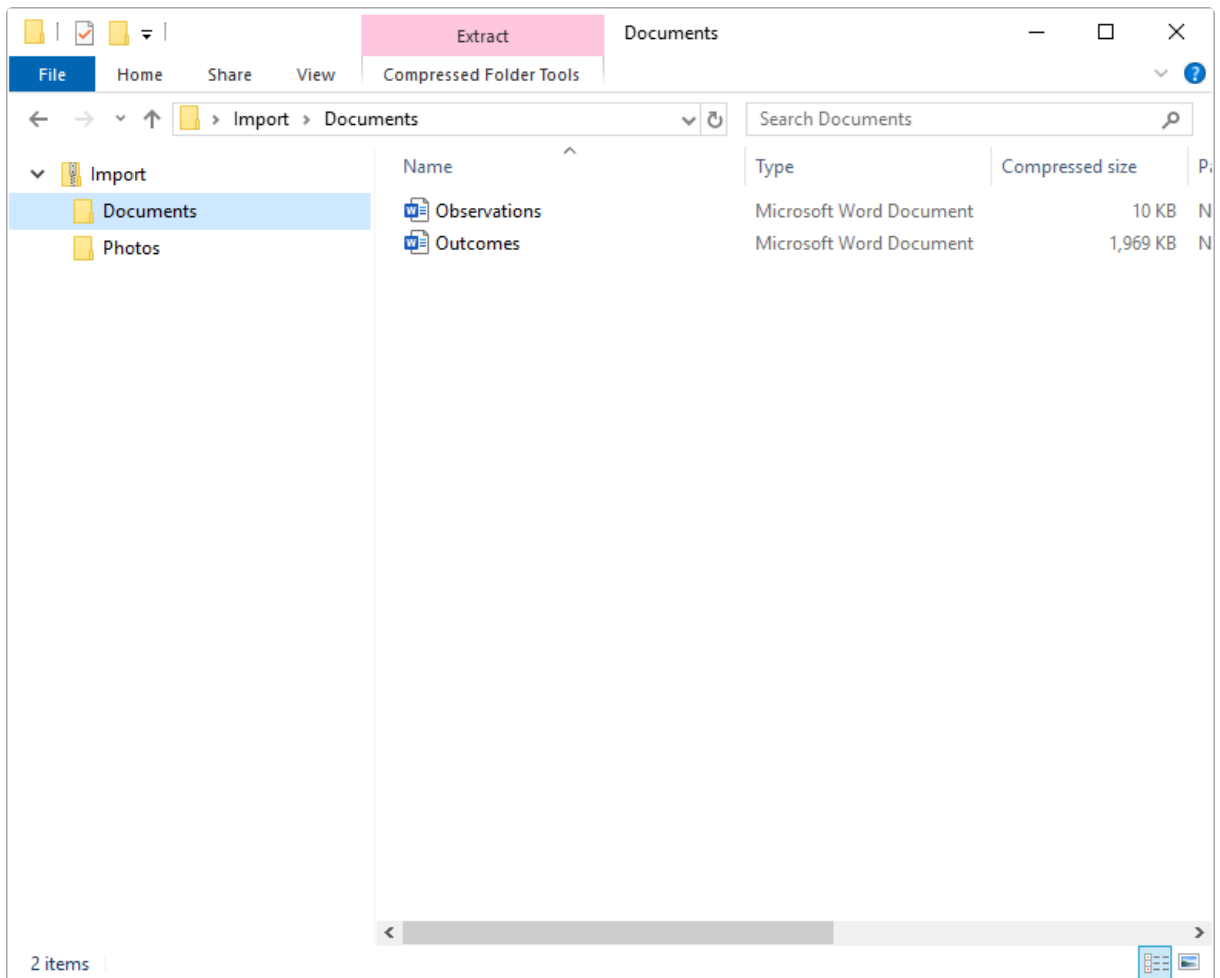 Extract Documents
File Home Share View Compressed Folder Tools
Import Documents Search Documents
Import
Documents
Photos
Name Type Compressed size
Observations Microsoft Word Document 10 KB N
Outcomes Microsoft Word Document 1,969 KB N
2 items